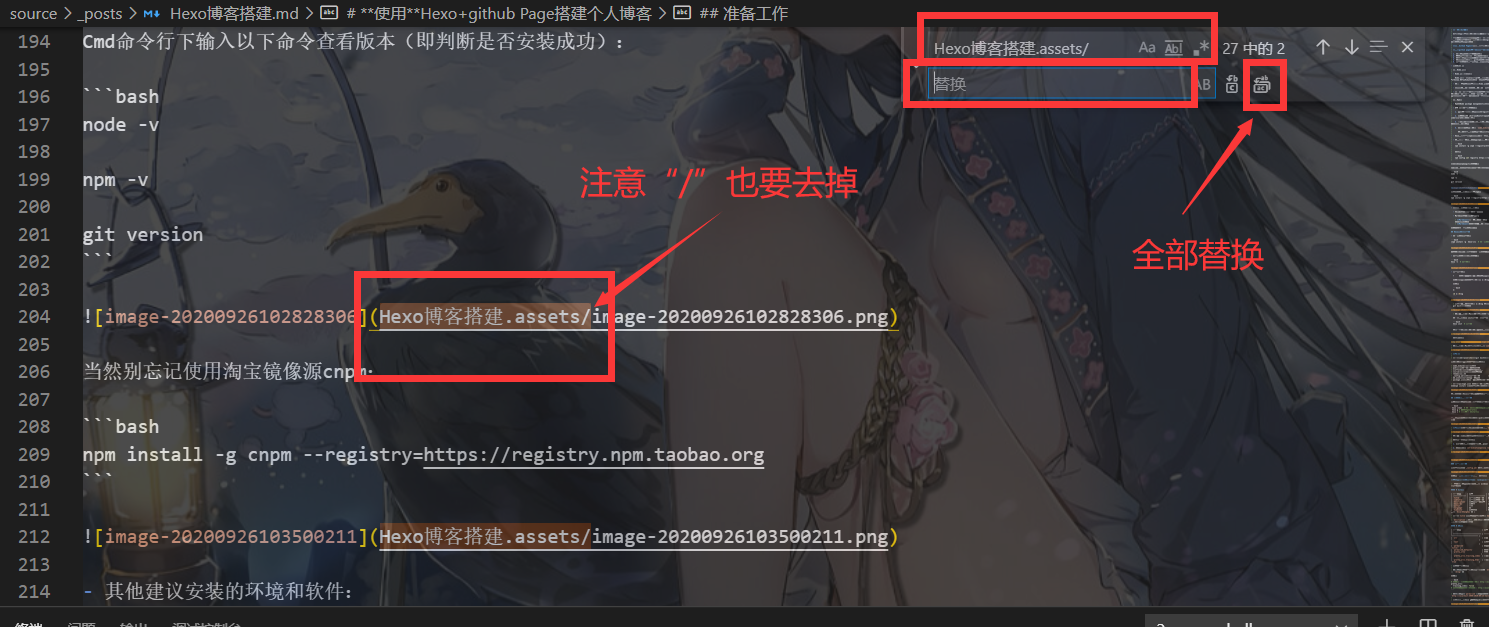 source > _posts > M↓ Hexo博客搭建.md > abc # **使用**Hexo+github Page搭建个人博客 > abc ## 准备工作
Hexo博客搭建.assets/ Aa Ab .* 27 中的 2
替换 AB
194 Cmd命令行下输入以下命令查看版本（即判断是否安装成功）：
195
196 ```bash
197 node -v
198
199 npm -v
200
201 git version
202 ```
203
注意“/”也要去掉
全部替换
204 ![image-20200926102828306](Hexo博客搭建.assets/image-20200926102828306.png)
205
206 当然别忘记使用淘宝镜像源cnpm:
207
208 ```bash
209 npm install -g cnpm --registry=https://registry.npm.taobao.org
210 ```
211
212 ![image-20200926103500211](Hexo博客搭建.assets/image-20200926103500211.png)
213
214 - 其他建议安装的环境和软件: